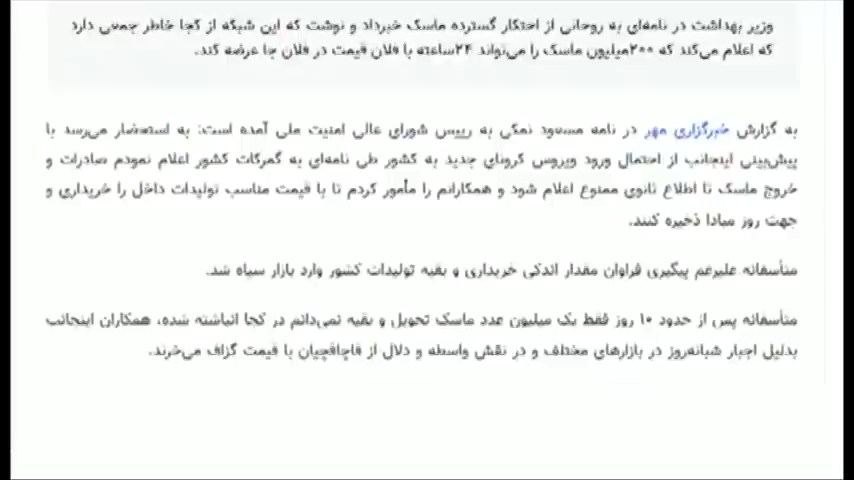 وزیر بهداشت در نامه‌ای به روحانی از احتکار گسترده ماسک خبرداد و نوشت که این شبکه از کجا خاطر جمعی دارد
که اعلام می‌کند که ۲۰۰میلیون ماسک را می‌تواند ۲۴ساعته با فلان قیمت در فلان جا عرضه کند.
به گزارش خبرگزاری مهر در نامه مسعود نمکی به رییس شورای عالی امنیت ملی آمده است: به استحضار می‌رسد با
پیش‌بینی اینجانب از احتمال ورود ویروس کرونای جدید به کشور طی نامه‌ای به گمرکات کشور اعلام نمودم صادرات و
خروج ماسک تا اطلاع ثانوی ممنوع اعلام شود و همکارانم را مأمور کردم تا با قیمت مناسب تولیدات داخل را خریداری و
جهت روز مبادا ذخیره کنند.
متأسفانه علیرغم پیگیری فراوان مقدار اندکی خریداری و بقیه تولیدات کشور وارد بازار سیاه شد.
متأسفانه پس از حدود ۱۰ روز فقط یک میلیون عدد ماسک تحویل و بقیه نمی‌دانم در کجا انباشته شده، همکاران اینجانب
بدلیل اجبار شبانه‌روز در بازارهای مختلف و در نقش واسطه و دلال از قاچاقچیان با قیمت گزاف می‌خرند.